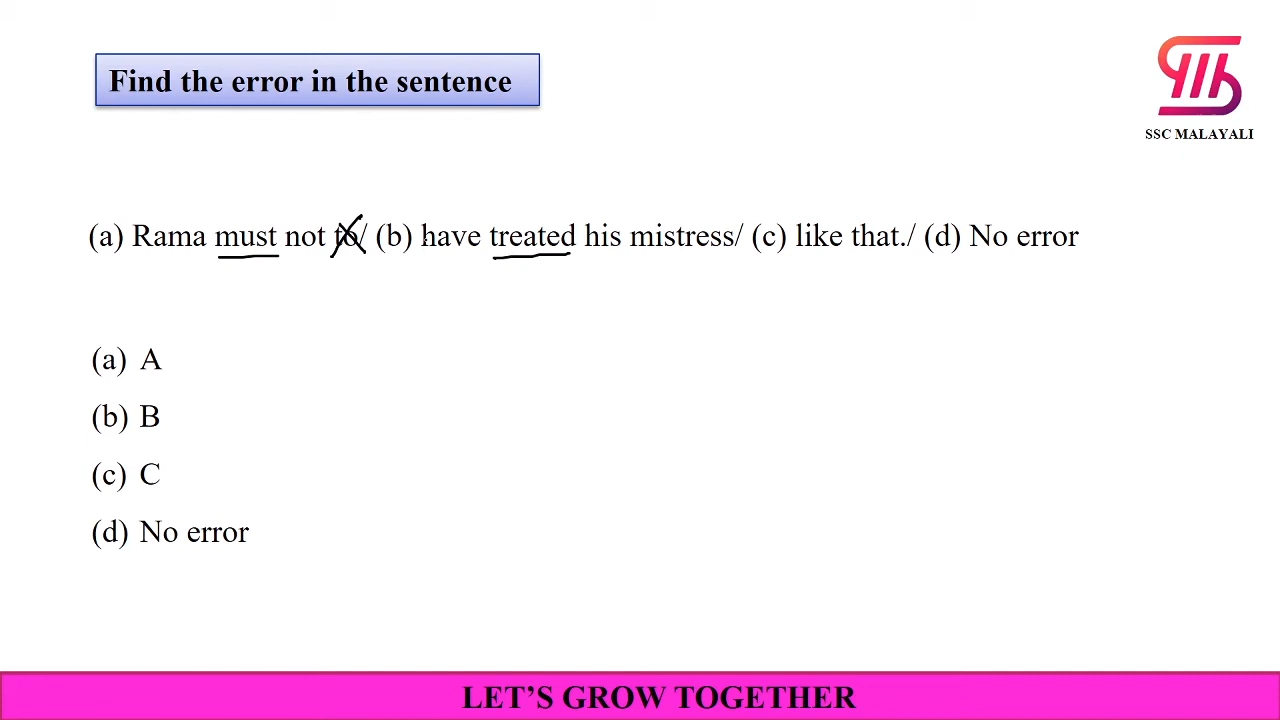 Find the error in the sentence
SSC MALAYALI
(a) Rama must not to/ (b) have treated his mistress/ (c) like that./ (d) No error
(a) A
(b) B
(c) C
(d) No error
LET’S GROW TOGETHER